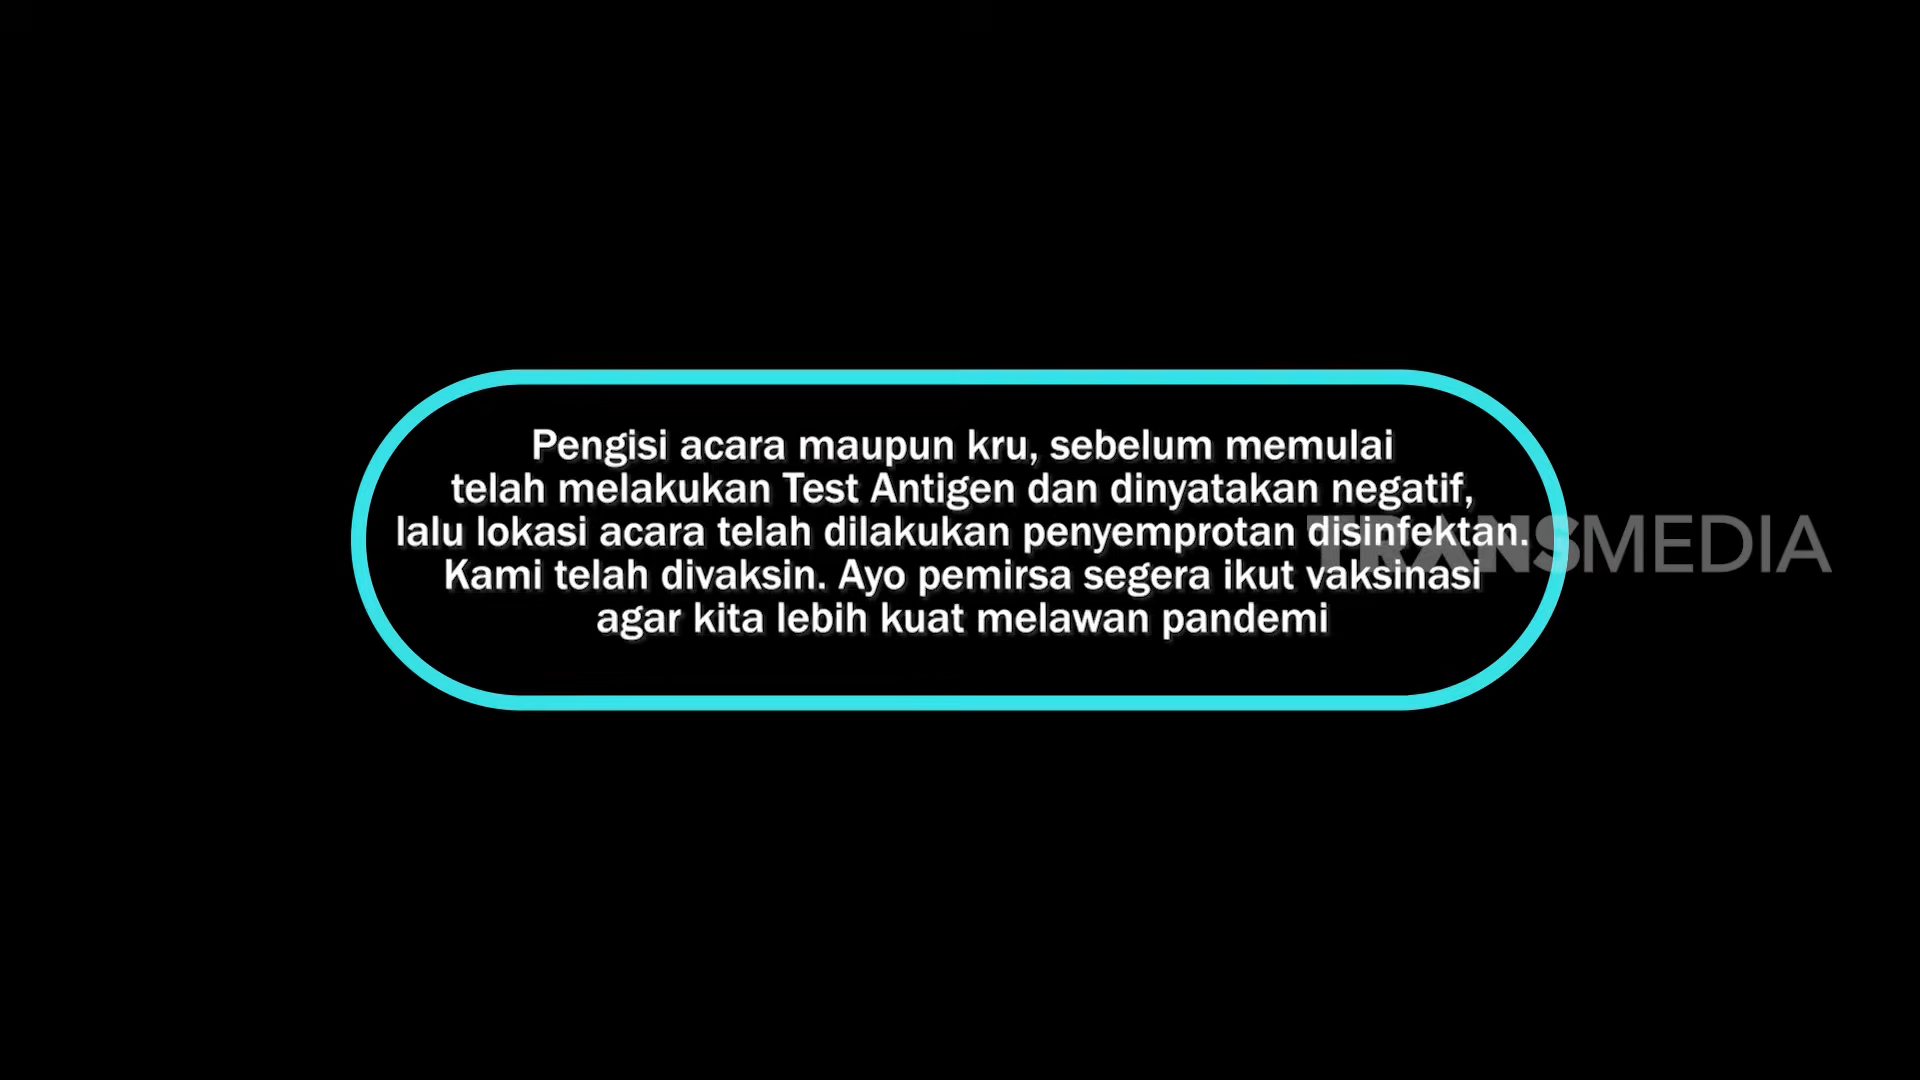 Pengisi acara maupun kru, sebelum memulai
telah melakukan Test Antigen dan dinyatakan negatif,
lalu lokasi acara telah dilakukan penyemprotan disinfektan.
Kami telah divaksin. Ayo pemirsa segera ikut vaksinasi
agar kita lebih kuat melawan pandemi
TRANSMEDIA